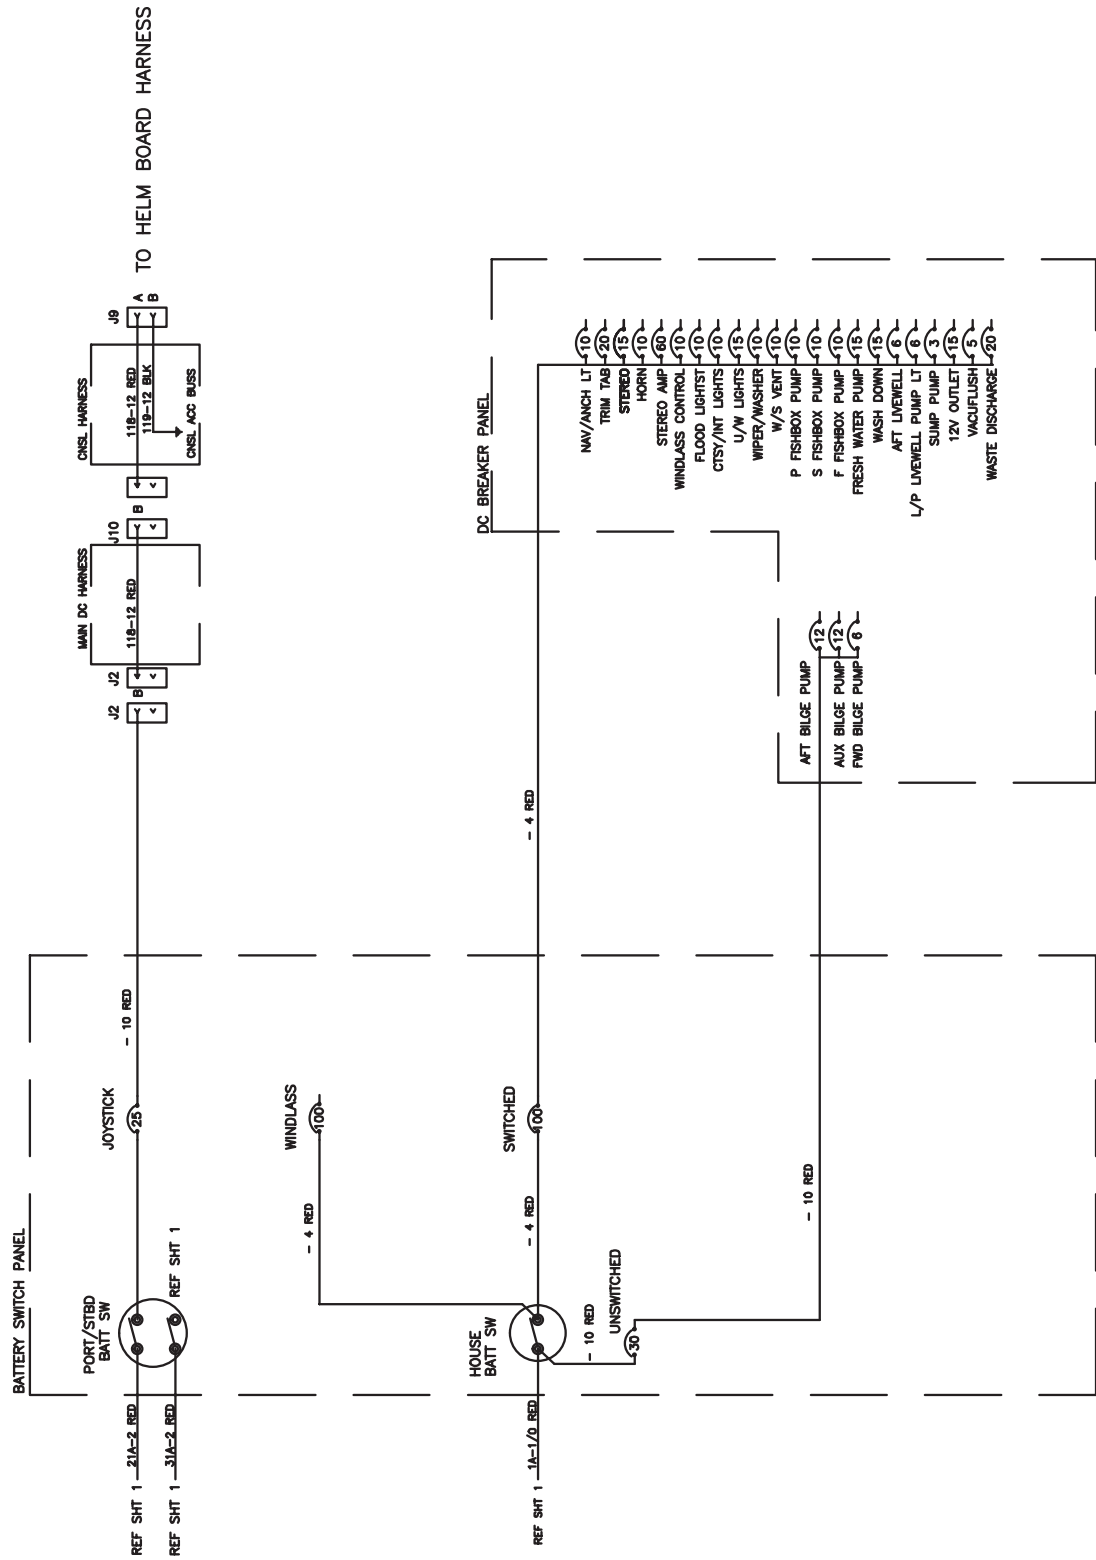 BATTERY SWITCH PANEL
REF SHT 1
21A-2 RED
REF SHT 1
31A-2 RED
PORT/STBD
BATT SW
REF SHT 1
JOYSTICK
25
- 10 RED
J2
B
J2
MAIN DC HARNESS
118-12 RED
J10
B
CNSL HARNESS
118-12 RED
119-12 BLK
CNSL ACC BUSS
J9
A
B
TO HELM BOARD HARNESS
WINDLASS
100
- 4 RED
REF SHT 1
1A-1/0 RED
HOUSE
BATT SW
- 4 RED
SWITCHED
100
- 4 RED
- 10 RED
UNSWITCHED
30
- 10 RED
DC BREAKER PANEL
NAV/ANCH LT 10
TRIM TAB 20
STEREO 15
HORN 10
STEREO AMP 60
WINDLASS CONTROL 10
FLOOD LIGHTST 10
CTSY/INT LIGHTS 10
U/W LIGHTS 15
WIPER/WASHER 10
W/S VENT 10
P FISHBOX PUMP 10
S FISHBOX PUMP 10
F FISHBOX PUMP 10
FRESH WATER PUMP 15
WASH DOWN 15
AFT LIVEWELL 6
L/P LIVEWELL PUMP LT 6
SUMP PUMP 3
12V OUTLET 15
VACUFLUSH 5
WASTE DISCHARGE 20
AFT BILGE PUMP 12
AUX BILGE PUMP 12
FWD BILGE PUMP 6